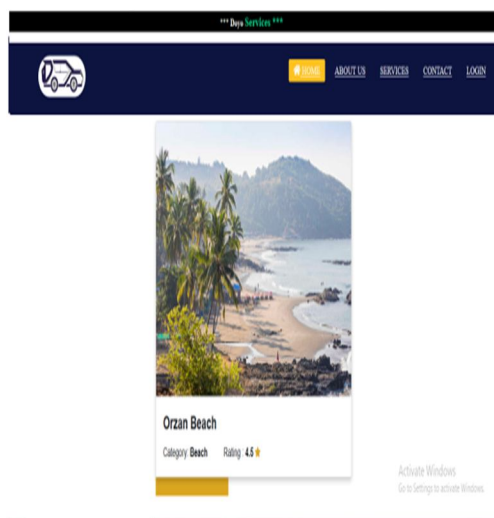 *** Doyo Services ***
HOME ABOUT US SERVICES CONTACT LOGIN
Orzan Beach
Category: Beach Rating: 4.5
Activate Windows
Go to Settings to activate Windows.